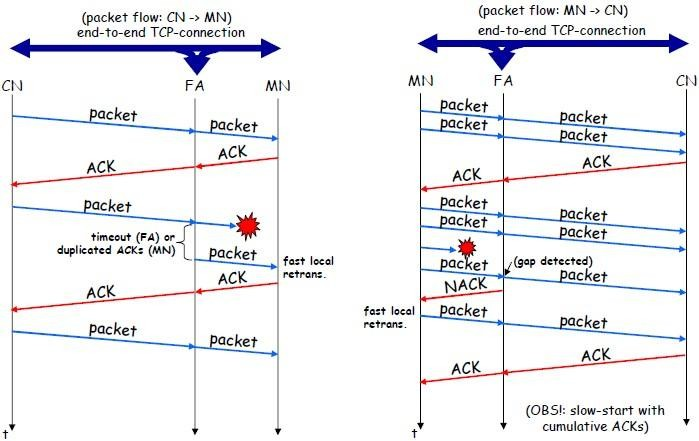 (packet flow: CN -> MN)
end-to-end TCP-connection
CN
FA
MN
packet
packet
ACK
ACK
packet
timeout (FA) or
duplicated ACKs (MN)
packet
fast local
retrans.
ACK
ACK
packet
packet
t
(packet flow: MN -> CN)
end-to-end TCP-connection
MN
FA
CN
packet
packet
packet
packet
ACK
ACK
packet
packet
packet
packet
packet
(gap detected)
packet
NACK
fast local
retrans.
packet
packet
ACK
ACK
(OBS!: slow-start with
cumulative ACKs)
t